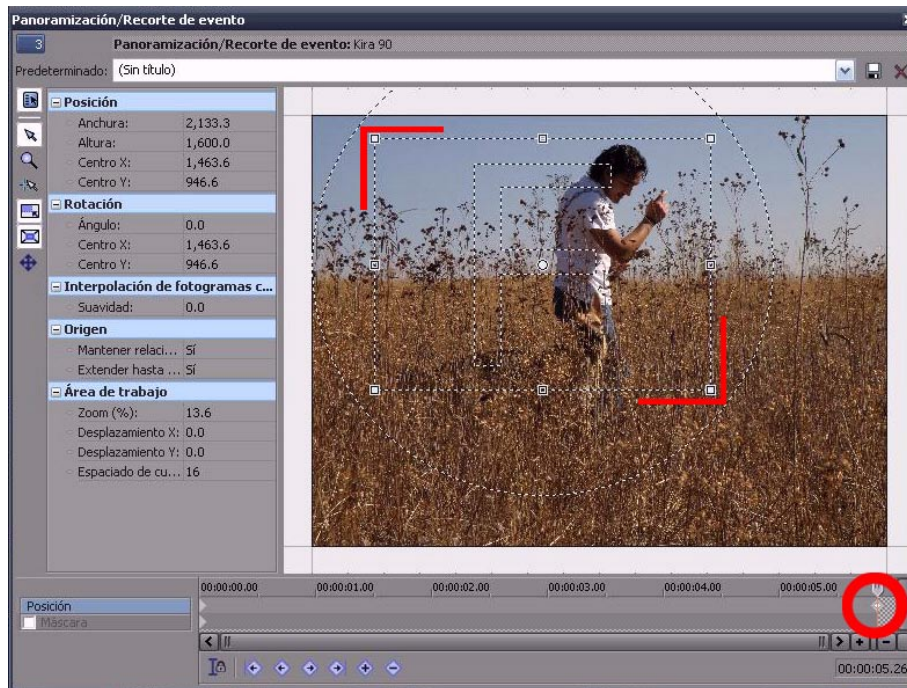 Panoramización/Recorte de evento
3 Panoramización/Recorte de evento: Kira 90
Predeterminado: (Sin título)
Posición
Anchura: 2,133.3
Altura: 1,600.0
Centro X: 1,463.6
Centro Y: 946.6
Rotación
Ángulo: 0.0
Centro X: 1,463.6
Centro Y: 946.6
Interpolación de fotogramas c...
Suavidad: 0.0
Origen
Mantener relaci... Sí
Extender hasta ... Sí
Área de trabajo
Zoom (%): 13.6
Desplazamiento X: 0.0
Desplazamiento Y: 0.0
Espaciado de cu... 16
00:00:00.00 00:00:01.00 00:00:02.00 00:00:03.00 00:00:04.00 00:00:05.00
Posición
Máscara
00:00:05.26